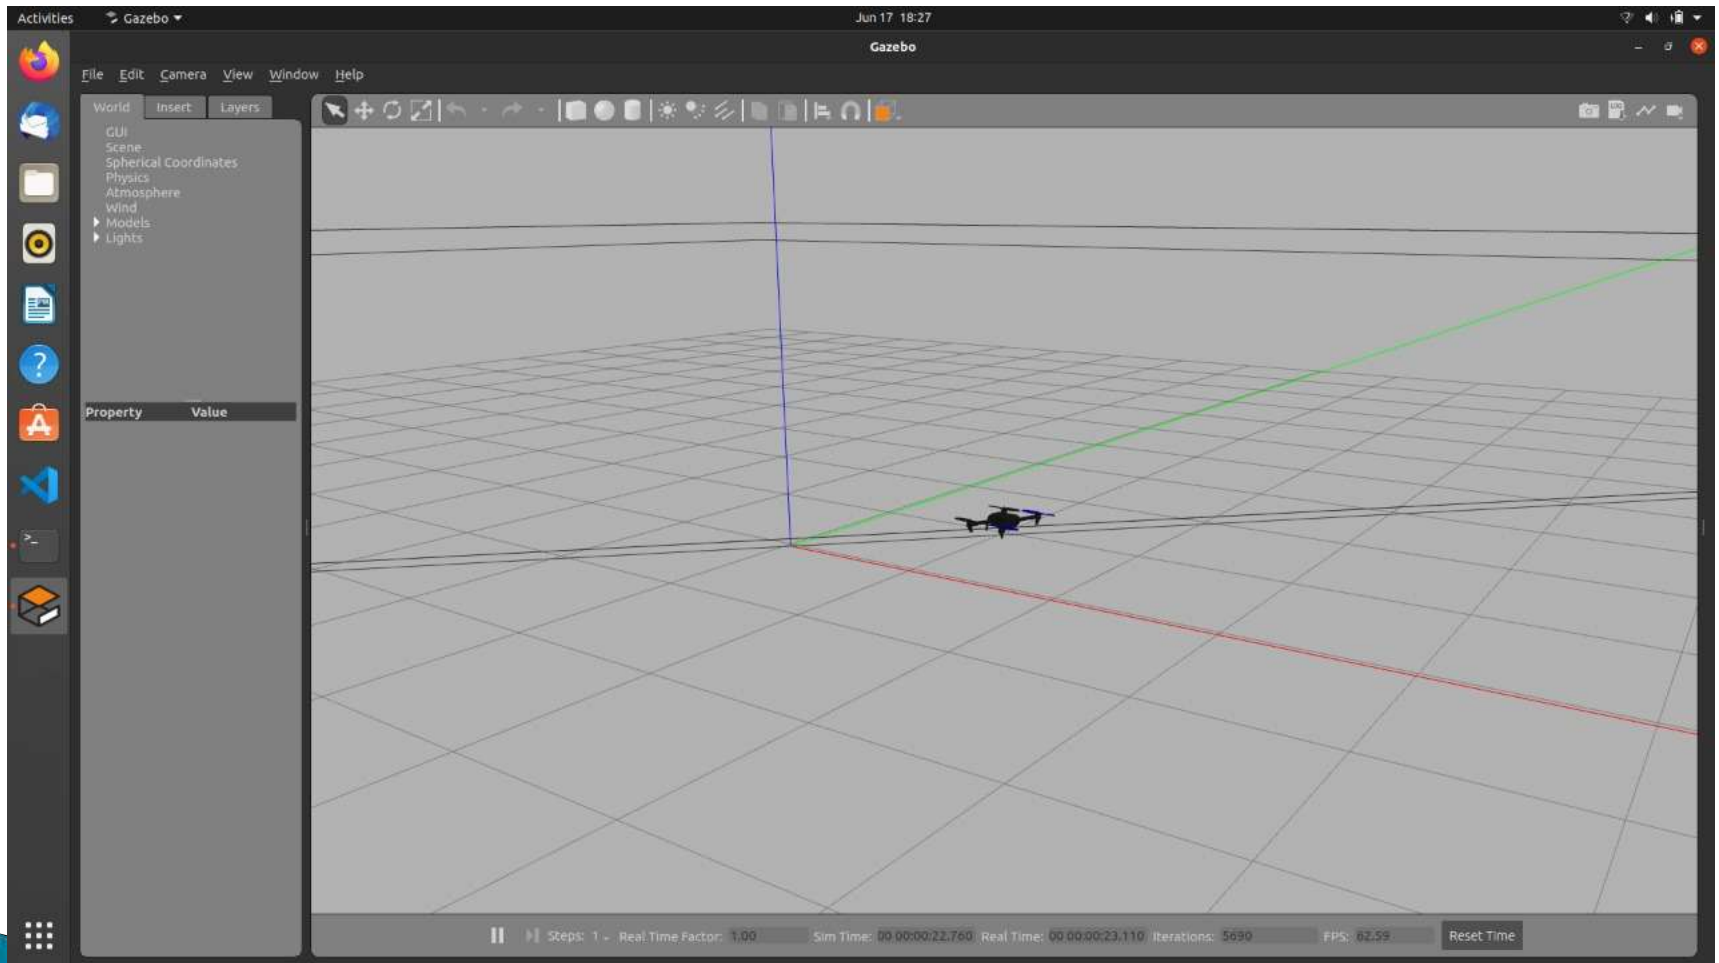 Activities Gazebo Jun 17 18:27
Gazebo
File Edit Camera View Window Help
World Insert Layers
GUI
Scene
Spherical Coordinates
Physics
Atmosphere
Wind
Models
Lights
Property Value
Steps: 1 Real Time Factor: 1.00 Sim Time: 00 00:00:22.760 Real Time: 00 00:00:23.110 Iterations: 5690 FPS: 62.59 Reset Time